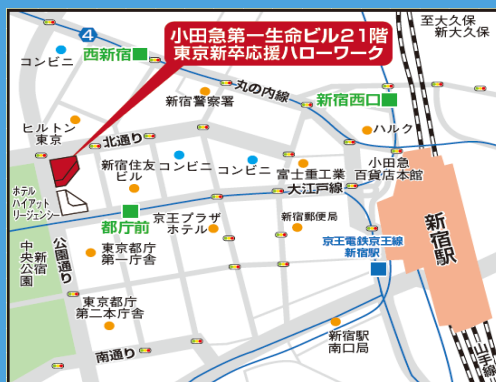 小田急第一生命ビル21階
東京新卒応援ハローワーク
至大久保
新大久保
4
西新宿
コンビニ
丸の内線
新宿警察署
新宿西口
ヒルトン
東京
北通り
ハルク
新宿住友
ビル
コンビニ
コンビニ
富士重工業
小田急
百貨店本館
大江戸線
ホテル
ハイアット
リージェンシー
都庁前
京王プラザ
ホテル
新宿郵便局
新宿駅
京王電鉄京王線
新宿駅
新宿
中央公園
公園通り
東京都庁
第一庁舎
東京都庁
第二本庁舎
南通り
新宿駅
南口局
山手線